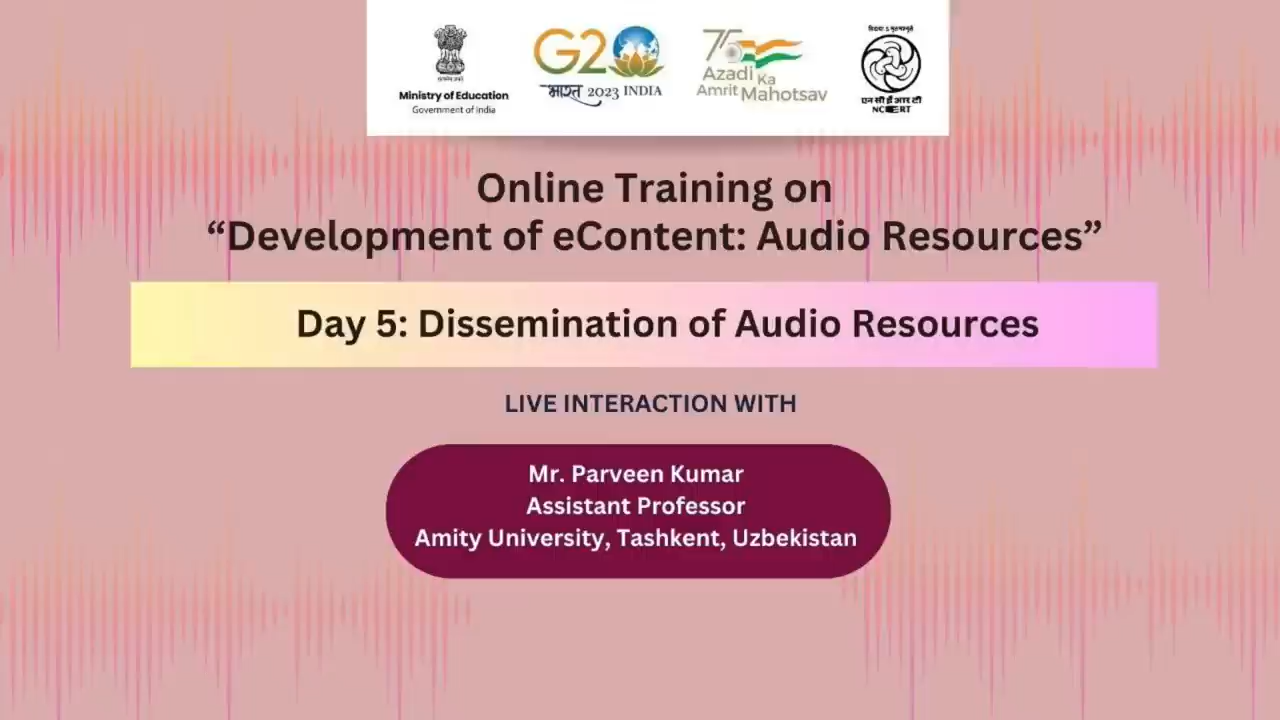 Ministry of Education
Government of India
G20
भारत 2023 INDIA
75
Azadi Ka
Amrit Mahotsav
एन सी ई आर टी
NCERT
Online Training on
“Development of eContent: Audio Resources”
Day 5: Dissemination of Audio Resources
LIVE INTERACTION WITH
Mr. Parveen Kumar
Assistant Professor
Amity University, Tashkent, Uzbekistan